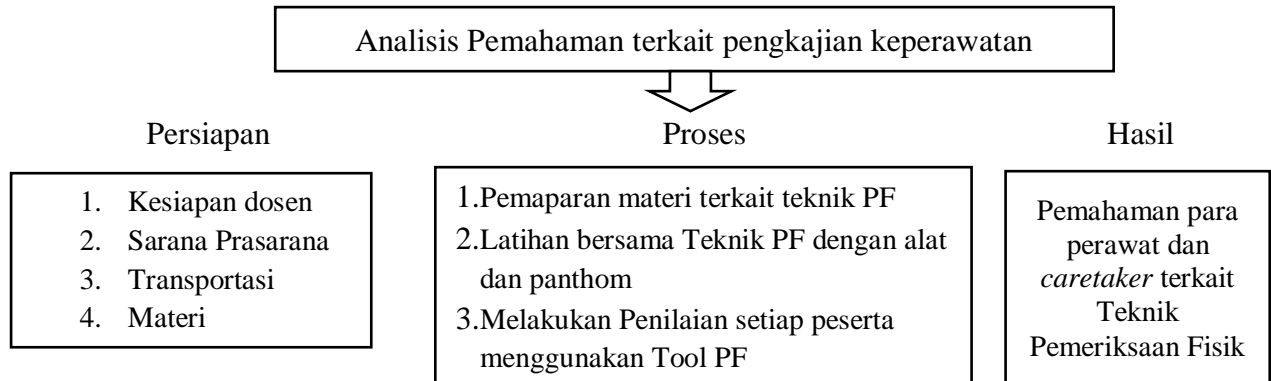 Analisis Pemahaman terkait pengkajian keperawatan
Persiapan
1. Kesiapan dosen
2. Sarana Prasarana
3. Transportasi
4. Materi
Proses
1.Pemaparan materi terkait teknik PF
2.Latihan bersama Teknik PF dengan alat
dan panthom
3.Melakukan Penilaian setiap peserta
menggunakan Tool PF
Hasil
Pemahaman para
perawat dan
caretaker terkait
Teknik
Pemeriksaan Fisik